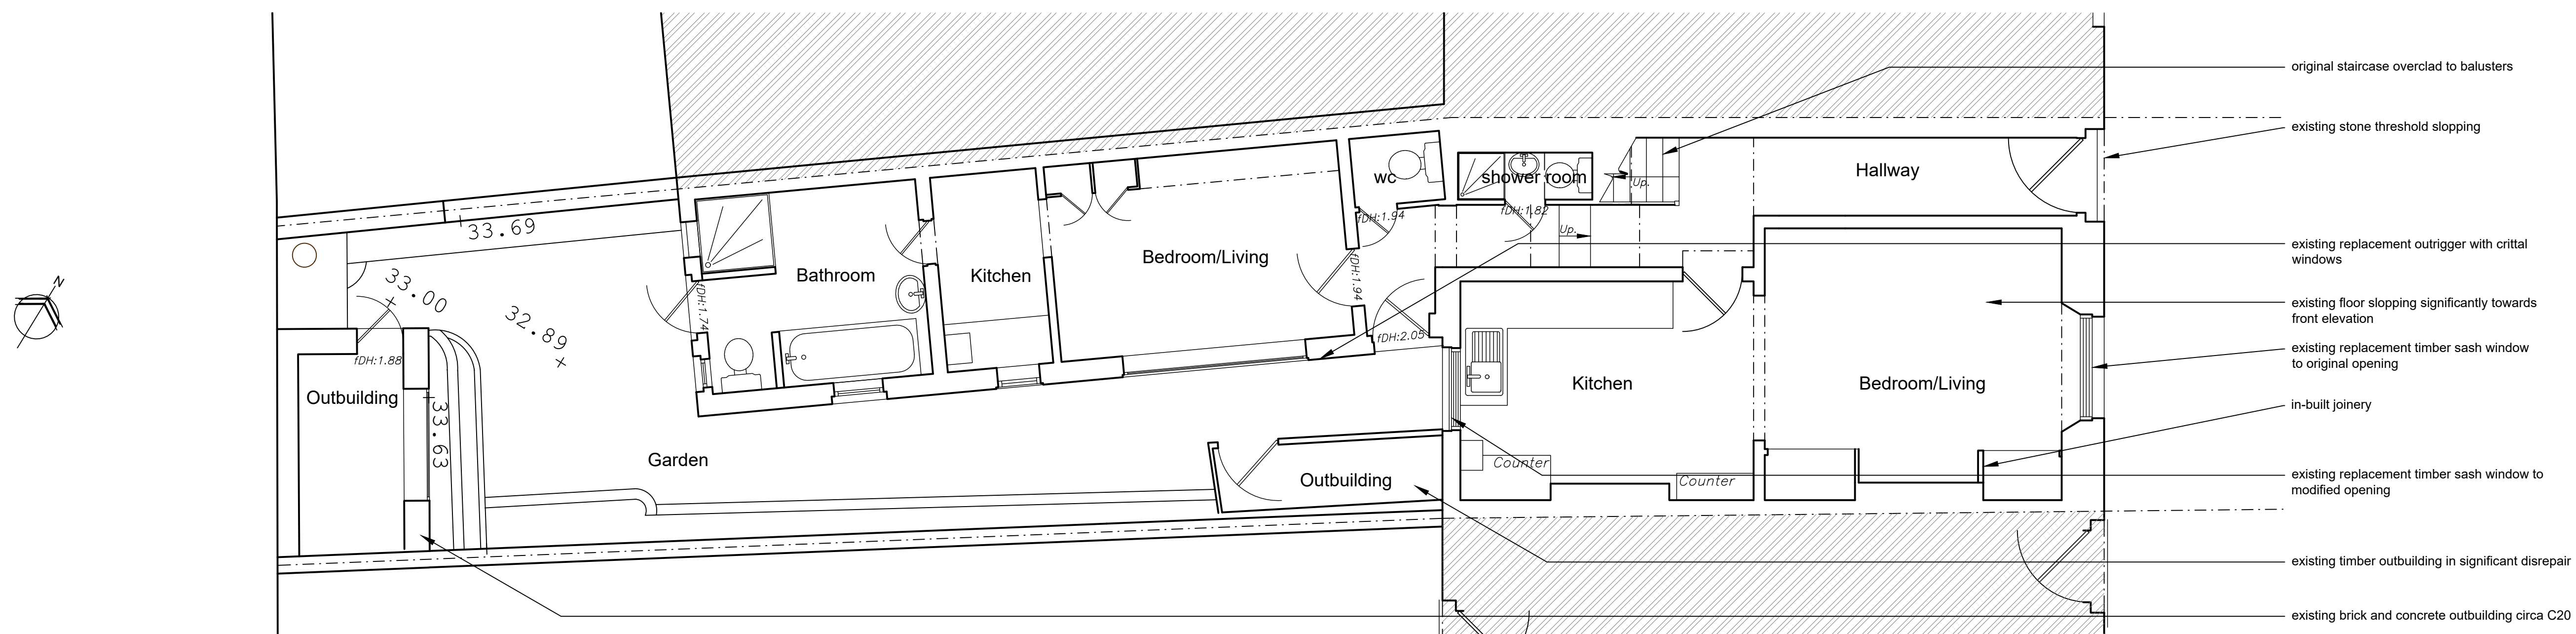 original staircase overclad to balusters
existing stone threshold slopping
existing replacement outrigger with crittal
windows
existing floor slopping significantly towards
front elevation
existing replacement timber sash window
to original opening
in-built joinery
existing replacement timber sash window to
modified opening
existing timber outbuilding in significant disrepair
existing brick and concrete outbuilding circa C20
N
33.69
33.00
32.89
33.63
fDH:1.88
Outbuilding
Garden
Bathroom
fDH:1.74
Kitchen
Bedroom/Living
wc
fDH:1.94
fDH:1.94
fDH:2.05
shower room
fDH:1.82
Up.
Up.
Hallway
Kitchen
Bedroom/Living
Counter
Counter
Outbuilding